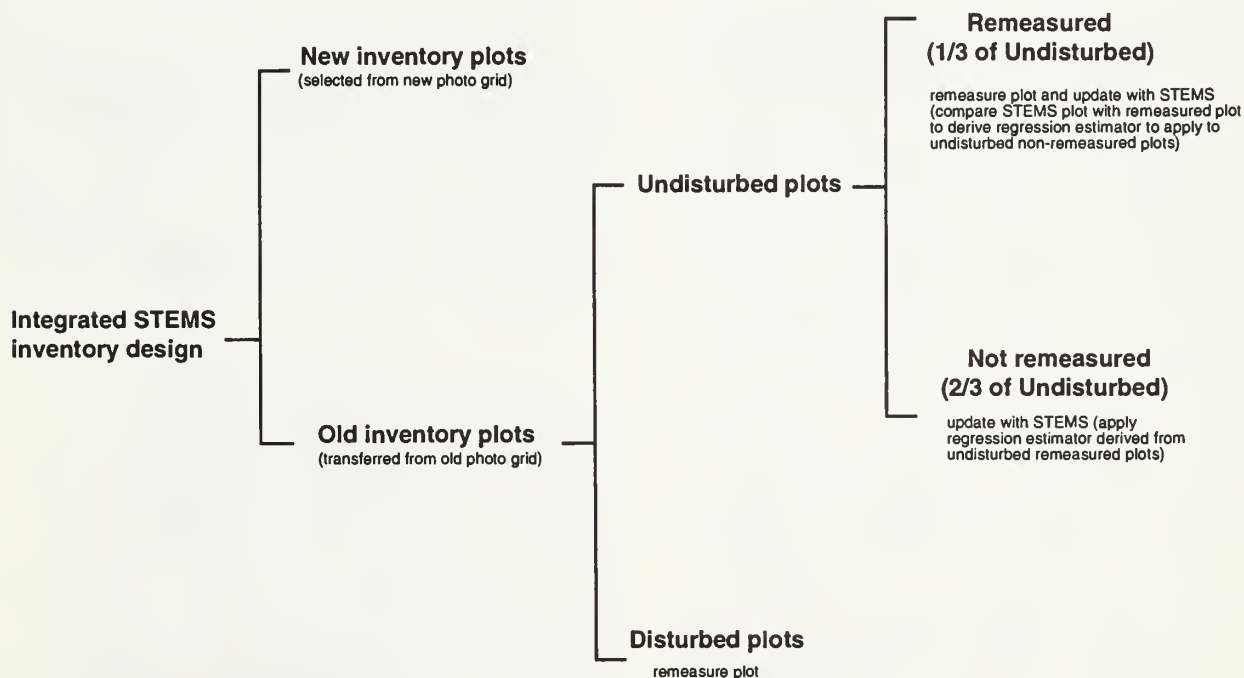 Integrated STEMS
inventory design
New inventory plots
(selected from new photo grid)
Old inventory plots
(transferred from old photo grid)
Undisturbed plots
Disturbed plots
remeasure plot
Remeasured
(1/3 of Undisturbed)
remeasure plot and update with STEMS
(compare STEMS plot with remeasured plot
to derive regression estimator to apply to
undisturbed non-remeasured plots)
Not remeasured
(2/3 of Undisturbed)
update with STEMS (apply
regression estimator derived from
undisturbed remeasured plots)